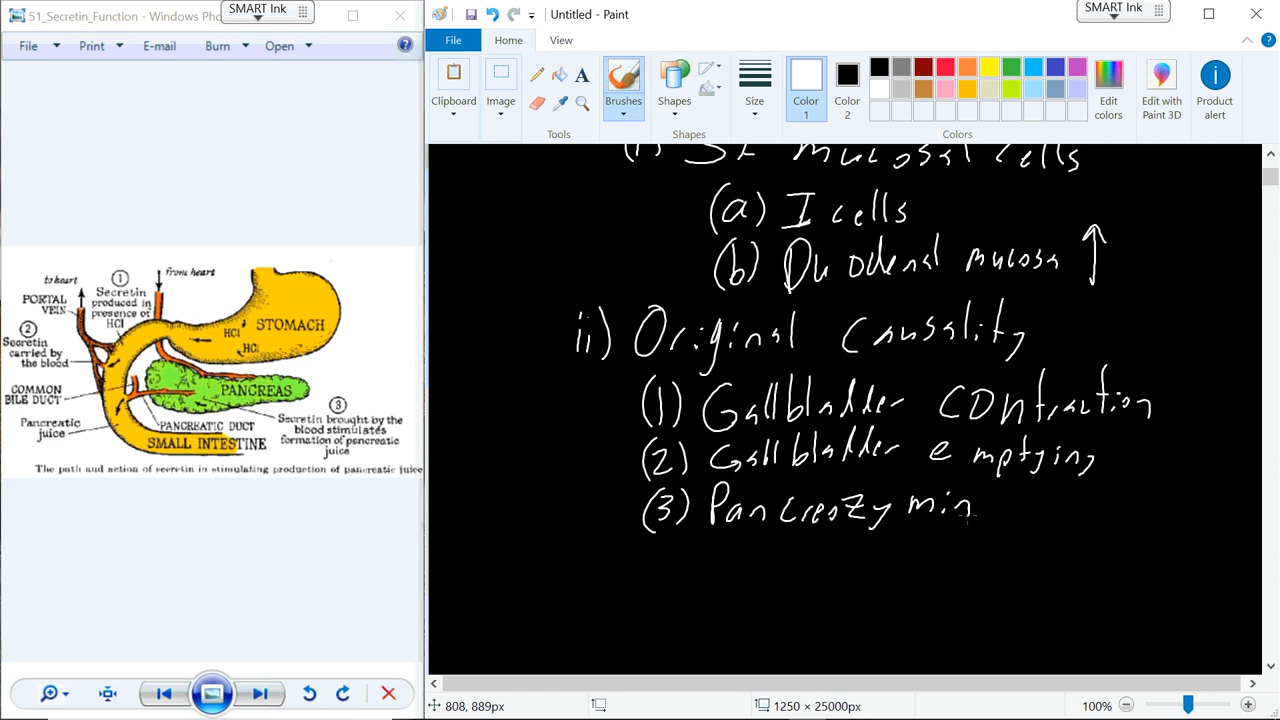 51_Secretin_Function - Windows Pho
SMART Ink
File Print E-mail Burn Open
to heart
from heart
PORTAL VEIN
① Secretin produced in presence of HCl
② Secretin carried by the blood
HCl
HCl
STOMACH
COMMON BILE DUCT
PANCREAS
Pancreatic juice
PANCREATIC DUCT
SMALL INTESTINE
③ Secretin brought by the blood stimulates formation of pancreatic juice
The path and action of secretin in stimulating production of pancreatic juice
Untitled - Paint
SMART Ink
File Home View
Clipboard
Image
Tools
Brushes
Shapes
Shapes
Size
Color 1
Color 2
Colors
Edit colors
Edit with Paint 3D
Product alert
(1) SI mucosal cells
(a) I cells
(b) Duodenal mucosa ↑
ii) Original causality
(1) Gallbladder contraction
(2) Gallbladder emptying
(3) Pancreozymin
808, 889px
1250 × 25000px
100%